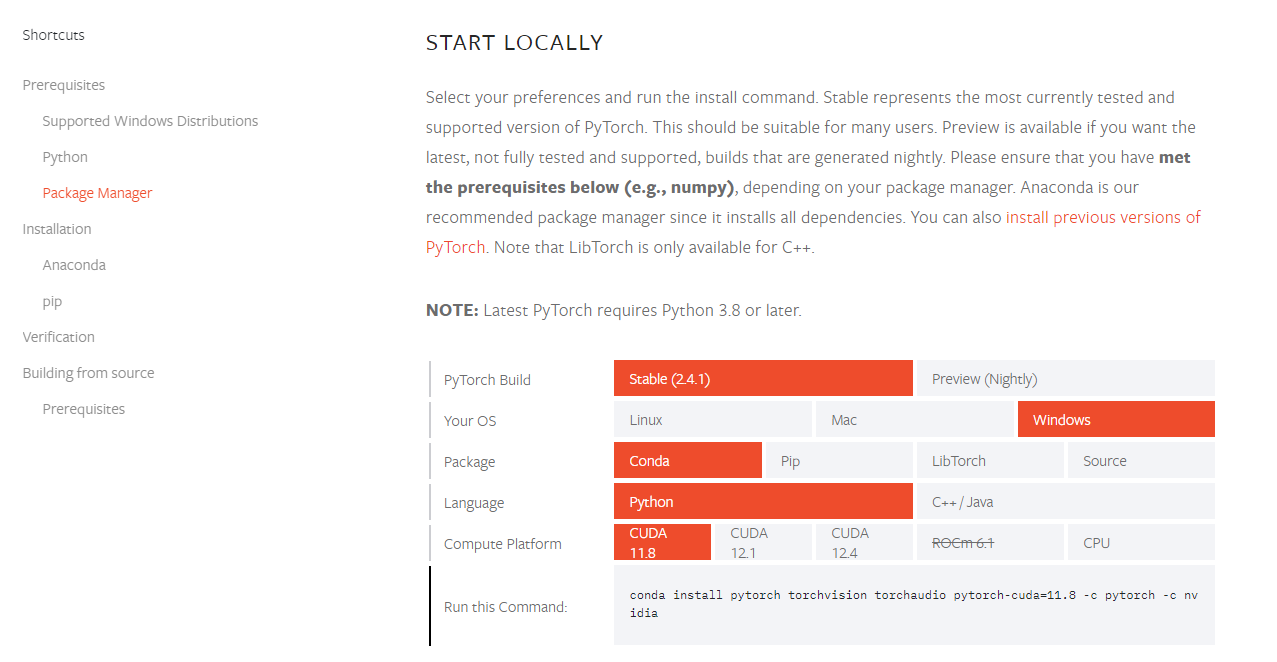 Shortcuts
Prerequisites
Supported Windows Distributions
Python
Package Manager
Installation
Anaconda
pip
Verification
Building from source
Prerequisites
START LOCALLY
Select your preferences and run the install command. Stable represents the most currently tested and
supported version of PyTorch. This should be suitable for many users. Preview is available if you want the
latest, not fully tested and supported, builds that are generated nightly. Please ensure that you have met
the prerequisites below (e.g., numpy), depending on your package manager. Anaconda is our
recommended package manager since it installs all dependencies. You can also install previous versions of
PyTorch. Note that LibTorch is only available for C++.
NOTE: Latest PyTorch requires Python 3.8 or later.
PyTorch Build Stable (2.4.1) Preview (Nightly)
Your OS Linux Mac Windows
Package Conda Pip LibTorch Source
Language Python C++ / Java
Compute Platform CUDA 11.8 CUDA 12.1 CUDA 12.4 ROCm 6.1 CPU
Run this Command:
conda install pytorch torchvision torchaudio pytorch-cuda=11.8 -c pytorch -c nv
idia